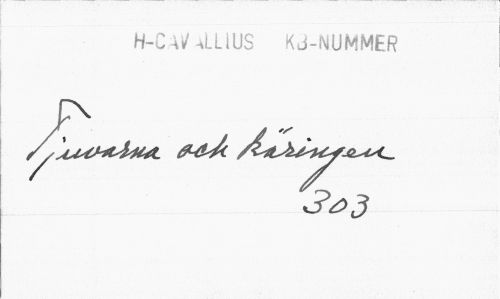 H-CAVALLIUS KB-NUMMER
Tjuvarna och käringen
303